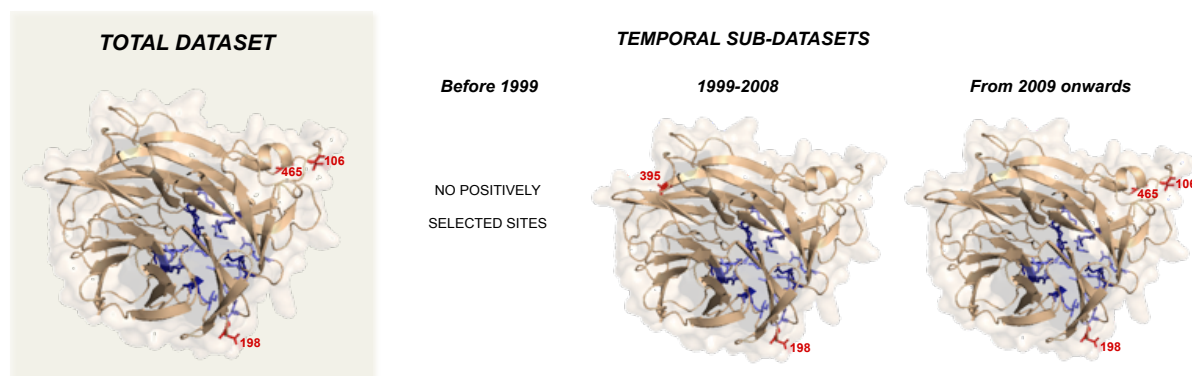 TOTAL DATASET
465
106
198
TEMPORAL SUB-DATASETS
Before 1999
1999-2008
From 2009 onwards
NO POSITIVELY
SELECTED SITES
395
198
465
106
198